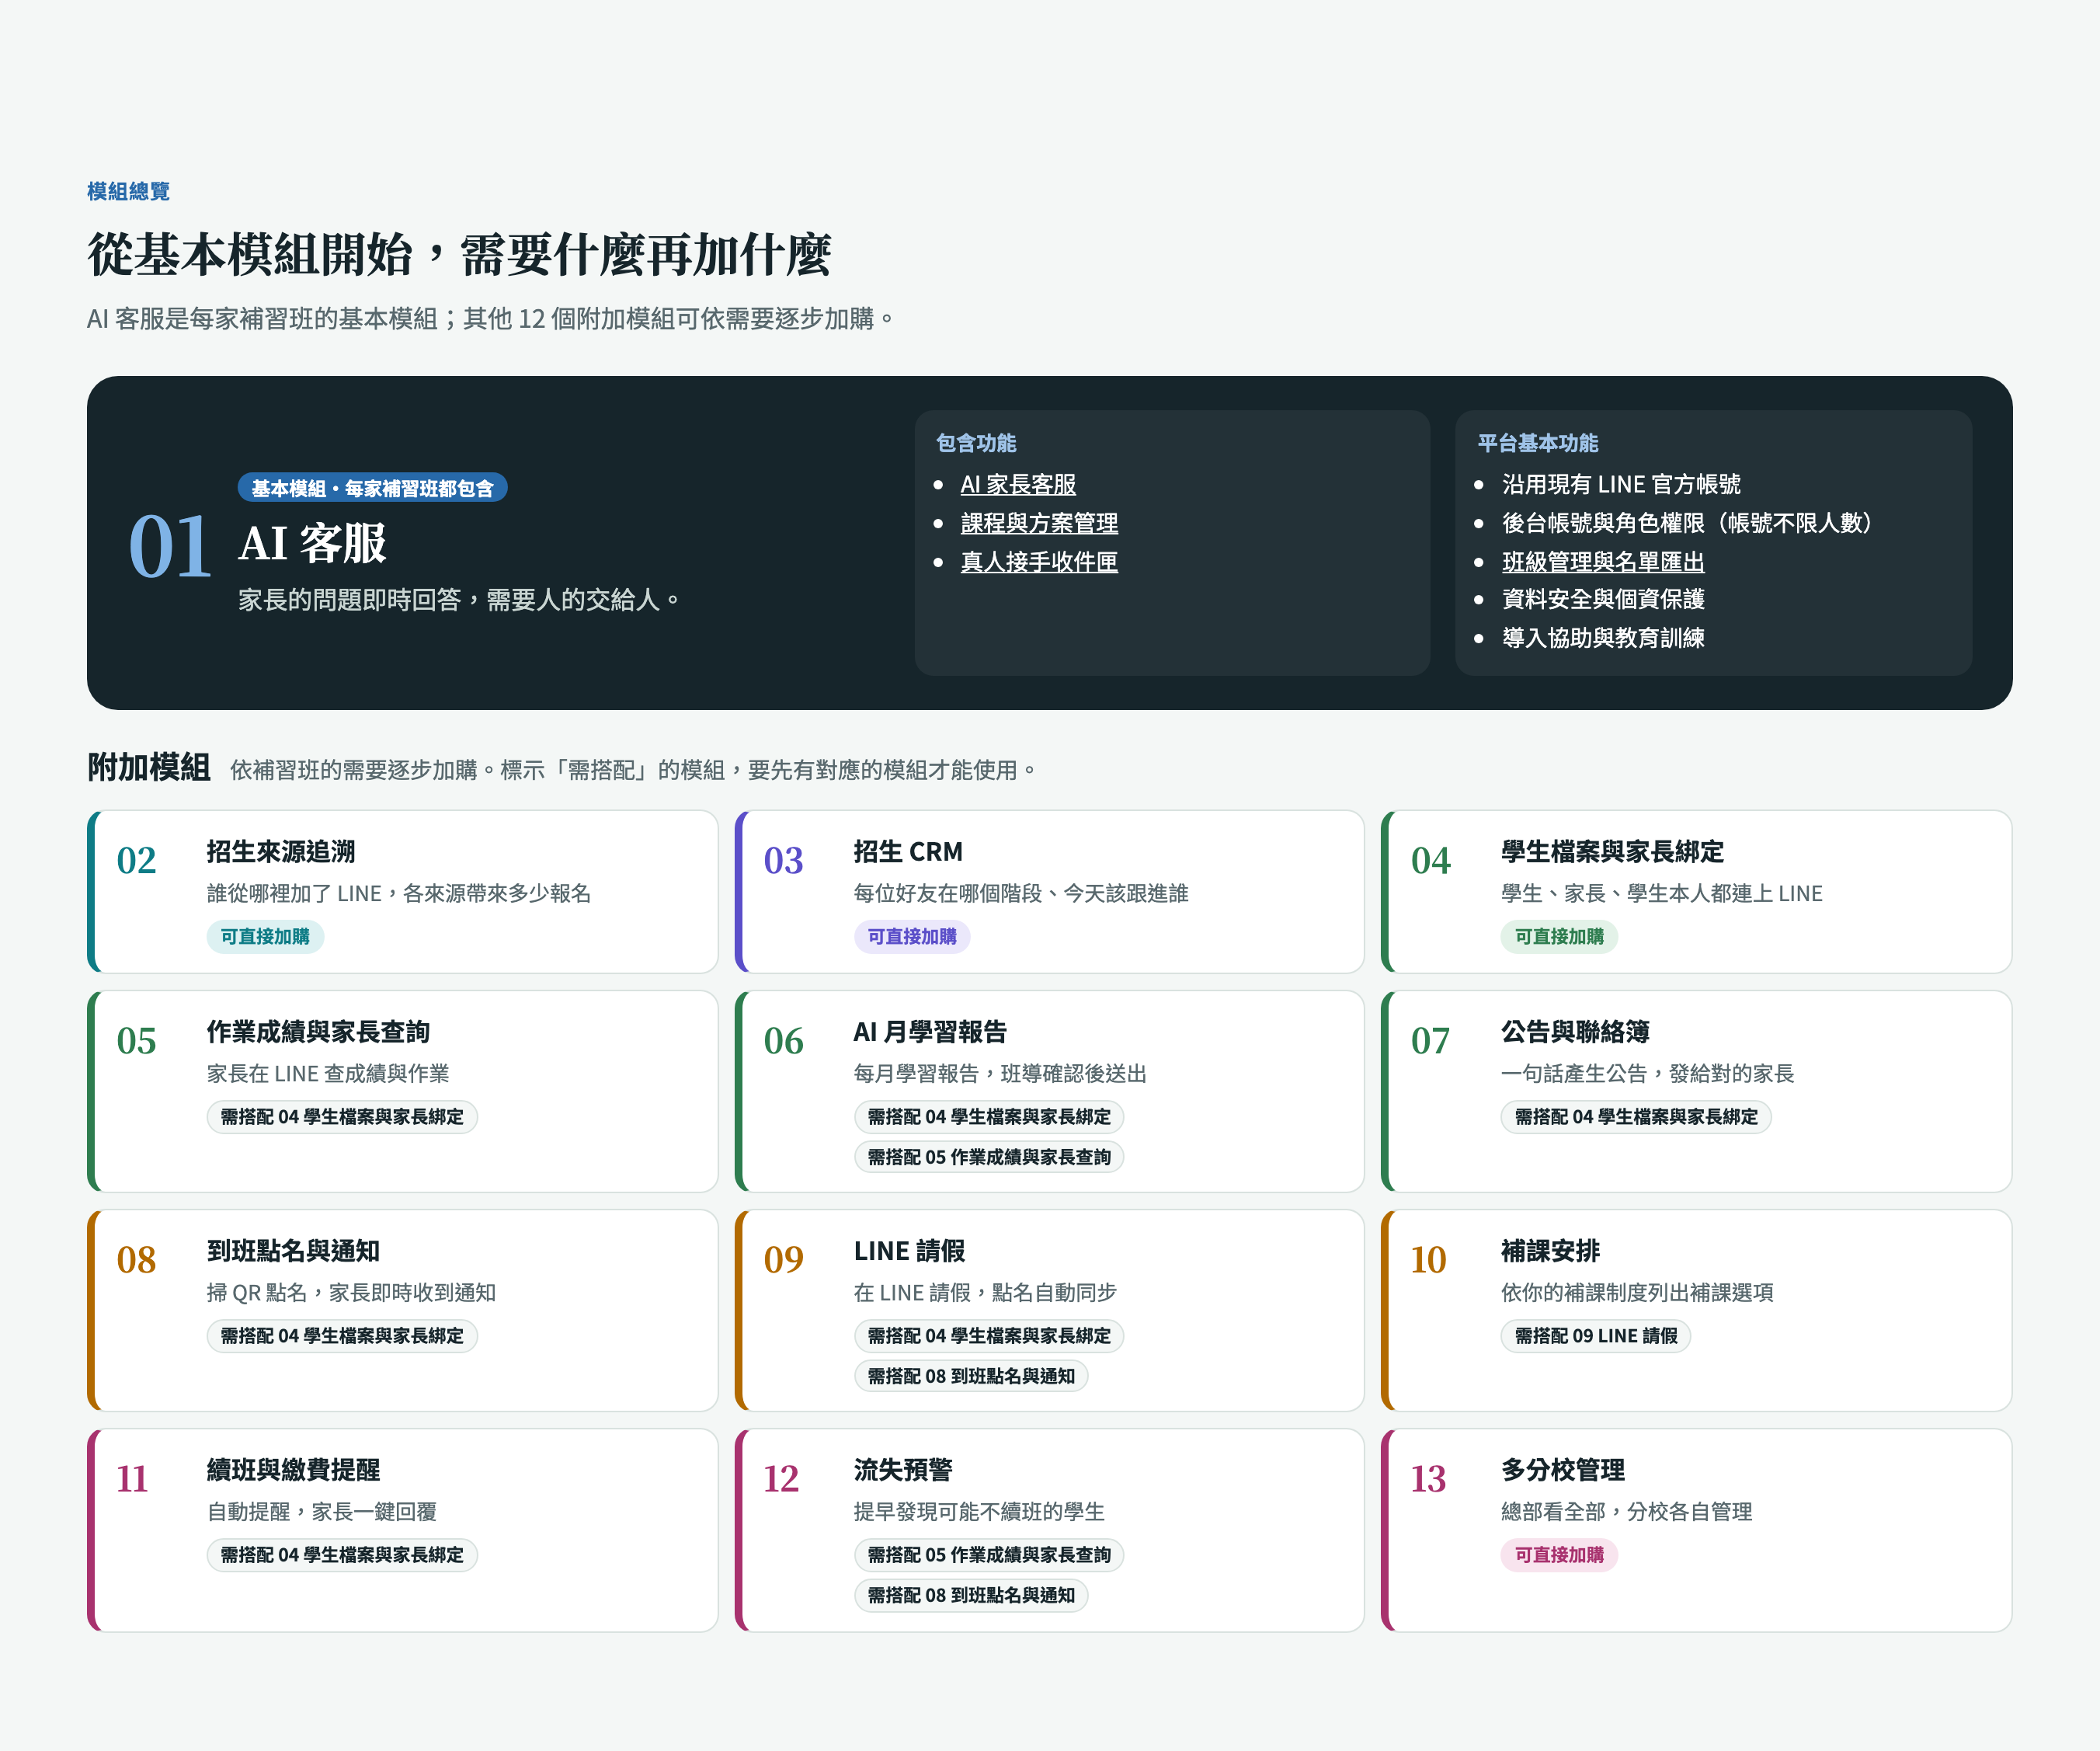 模組總覽
從基本模組開始，需要什麼再加什麼
AI 客服是每家補習班的基本模組；其他 12 個附加模組可依需要逐步加購。
01
基本模組・每家補習班都包含
AI 客服
家長的問題即時回答，需要人的交給人。
包含功能
AI 家長客服
課程與方案管理
真人接手收件匣
平台基本功能
沿用現有 LINE 官方帳號
後台帳號與角色權限（帳號不限人數）
班級管理與名單匯出
資料安全與個資保護
導入協助與教育訓練
附加模組 依補習班的需要逐步加購。標示「需搭配」的模組，要先有對應的模組才能使用。
02
招生來源追溯
誰從哪裡加了 LINE，各來源帶來多少報名
可直接加購
03
招生 CRM
每位好友在哪個階段、今天該跟進誰
可直接加購
04
學生檔案與家長綁定
學生、家長、學生本人都連上 LINE
可直接加購
05
作業成績與家長查詢
家長在 LINE 查成績與作業
需搭配 04 學生檔案與家長綁定
06
AI 月學習報告
每月學習報告，班導確認後送出
需搭配 04 學生檔案與家長綁定
需搭配 05 作業成績與家長查詢
07
公告與聯絡簿
一句話產生公告，發給對的家長
需搭配 04 學生檔案與家長綁定
08
到班點名與通知
掃 QR 點名，家長即時收到通知
需搭配 04 學生檔案與家長綁定
09
LINE 請假
在 LINE 請假，點名自動同步
需搭配 04 學生檔案與家長綁定
需搭配 08 到班點名與通知
10
補課安排
依你的補課制度列出補課選項
需搭配 09 LINE 請假
11
續班與繳費提醒
自動提醒，家長一鍵回覆
需搭配 04 學生檔案與家長綁定
12
流失預警
提早發現可能不續班的學生
需搭配 05 作業成績與家長查詢
需搭配 08 到班點名與通知
13
多分校管理
總部看全部，分校各自管理
可直接加購